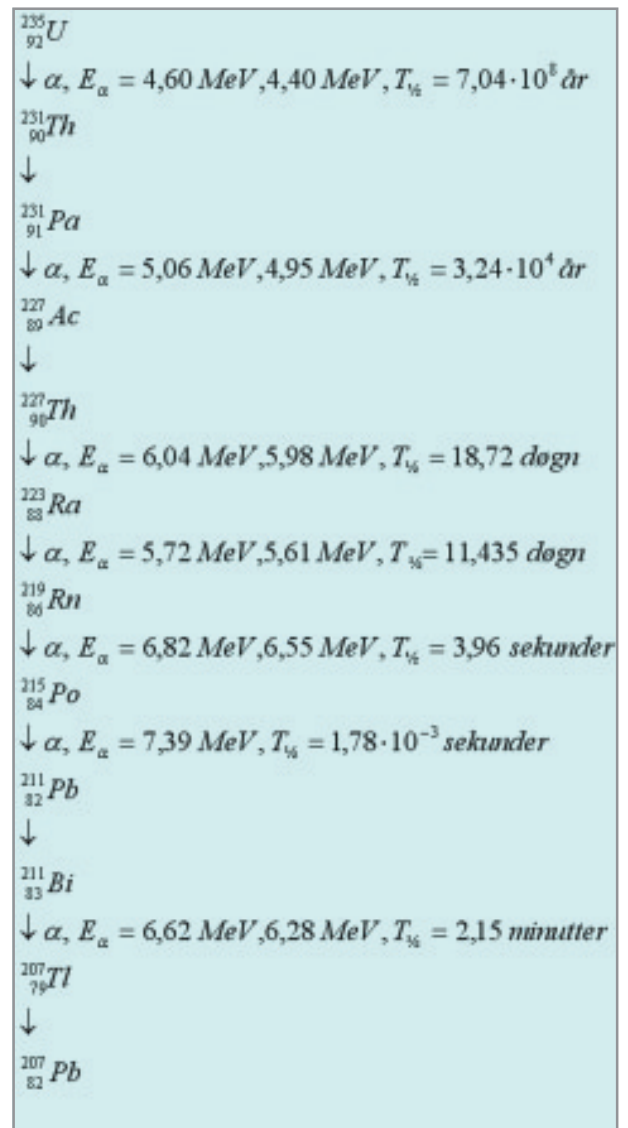 ²³⁵₉₂U
↓ α, E_α = 4,60 MeV,4,40 MeV, T_½ = 7,04·10⁸ år
²³¹₉₀Th
↓
²³¹₉₁Pa
↓ α, E_α = 5,06 MeV,4,95 MeV, T_½ = 3,24·10⁴ år
²²⁷₈₉Ac
↓
²²⁷₉₀Th
↓ α, E_α = 6,04 MeV,5,98 MeV, T_½ = 18,72 døgn
²²³₈₈Ra
↓ α, E_α = 5,72 MeV,5,61 MeV, T_½= 11,435 døgn
²¹⁹₈₆Rn
↓ α, E_α = 6,82 MeV,6,55 MeV, T_½ = 3,96 sekunder
²¹⁵₈₄Po
↓ α, E_α = 7,39 MeV, T_½ = 1,78·10⁻³ sekunder
²¹¹₈₂Pb
↓
²¹¹₈₃Bi
↓ α, E_α = 6,62 MeV,6,28 MeV, T_½ = 2,15 minutter
²⁰⁷₇₉Tl
↓
²⁰⁷₈₂Pb